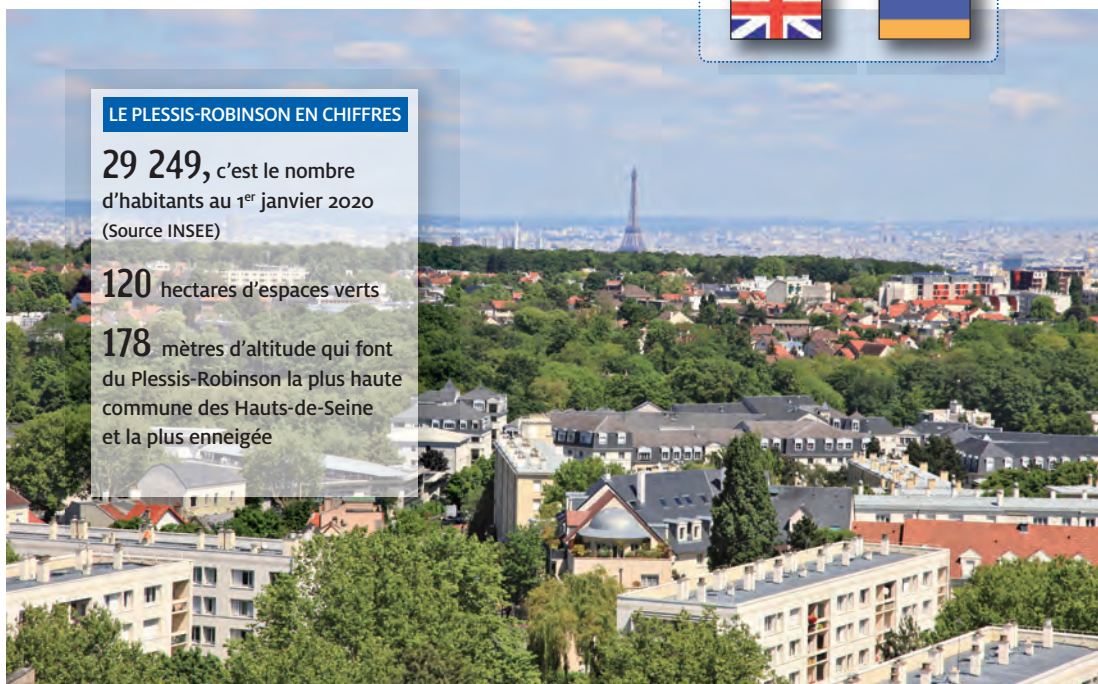 LE PLESSIS-ROBINSON EN CHIFFRES
29 249, c'est le nombre
d'habitants au 1er janvier 2020
(Source INSEE)
120 hectares d'espaces verts
178 mètres d'altitude qui font
du Plessis-Robinson la plus haute
commune des Hauts-de-Seine
et la plus enneigée